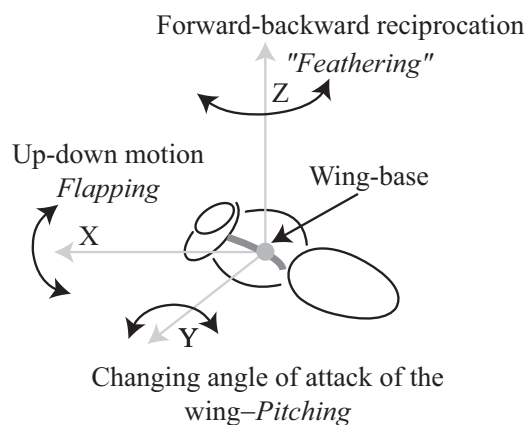 Forward-backward reciprocation
"Feathering"
Z
Up-down motion
Flapping
Wing-base
X
Y
Changing angle of attack of the
wing–Pitching